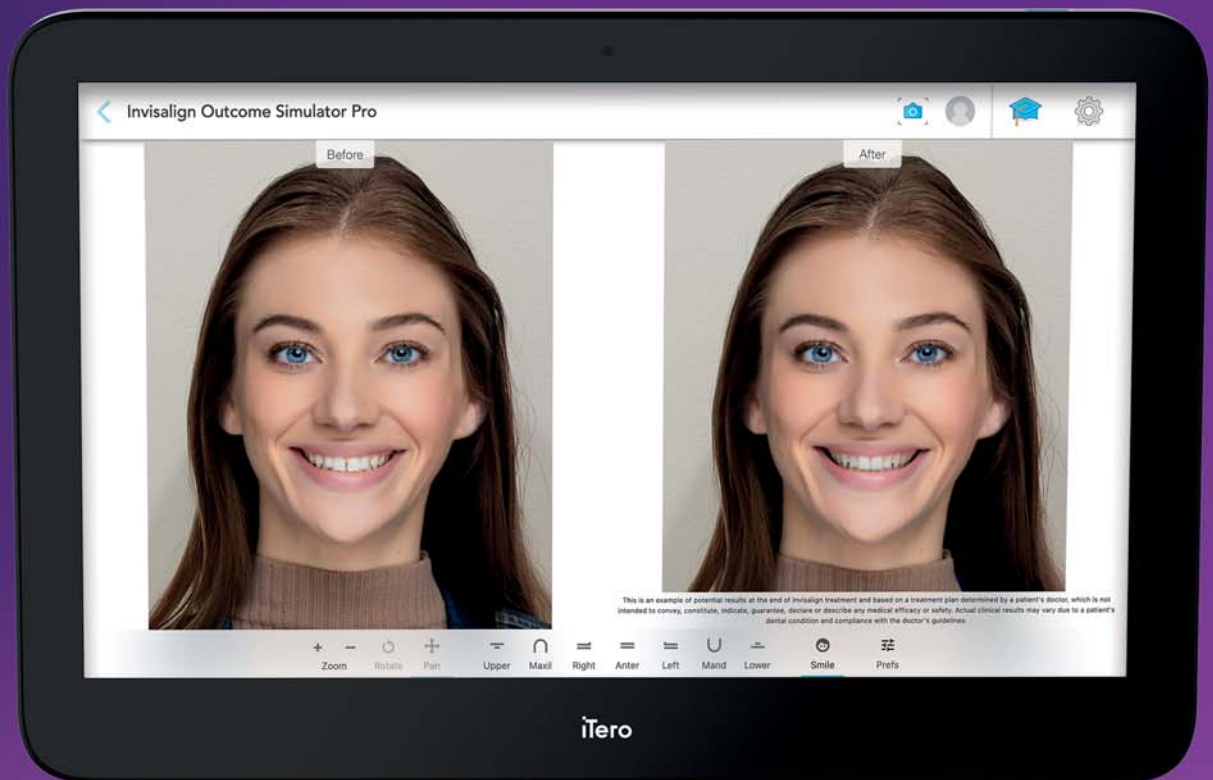 Invisalign Outcome Simulator Pro
Before
After
This is an example of potential results at the end of Invisalign treatment and based on a treatment plan determined by a patient's doctor, which is not
intended to convey, constitute, indicate, guarantee, declare or describe any medical efficacy or safety. Actual clinical results may vary due to a patient's
dental condition and compliance with the doctor's guidelines.
+ −
Zoom Rotate Pan Upper Maxil Right Anter Left Mand Lower Smile Prefs
iTero